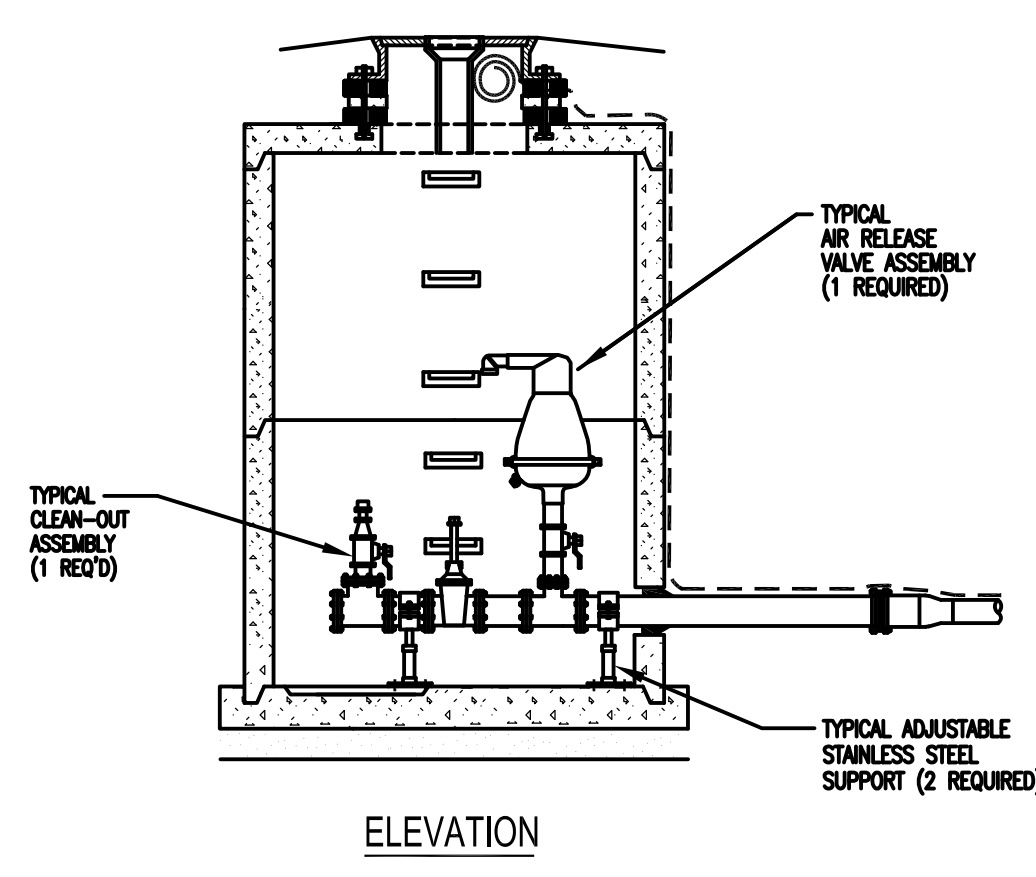 TYPICAL
AIR RELEASE
VALVE ASSEMBLY
(1 REQUIRED)
TYPICAL
CLEAN-OUT
ASSEMBLY
(1 REQ'D)
TYPICAL ADJUSTABLE
STAINLESS STEEL
SUPPORT (2 REQUIRED)
ELEVATION